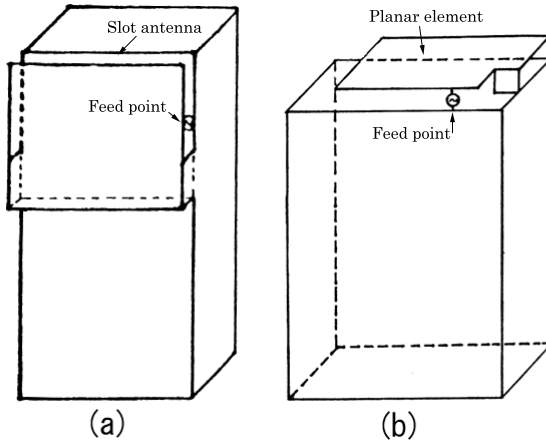 Slot antenna
Feed point
(a)
Planar element
Feed point
(b)